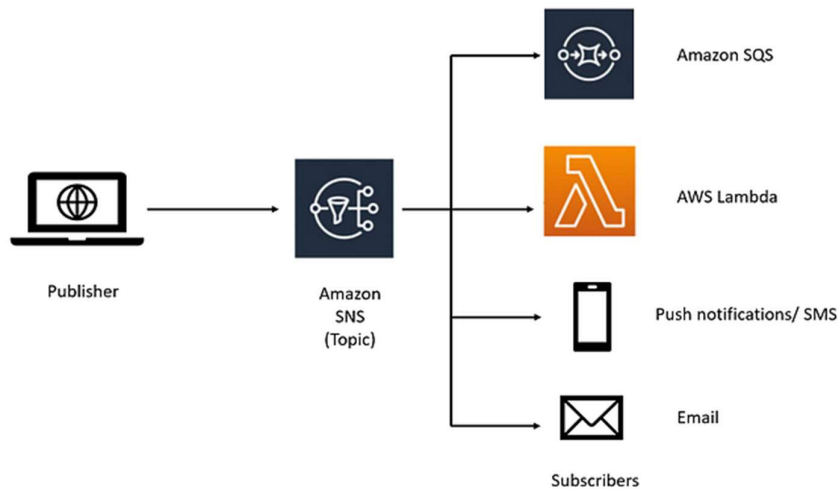 Publisher
Amazon
SNS
(Topic)
Amazon SQS
AWS Lambda
Push notifications/ SMS
Email
Subscribers